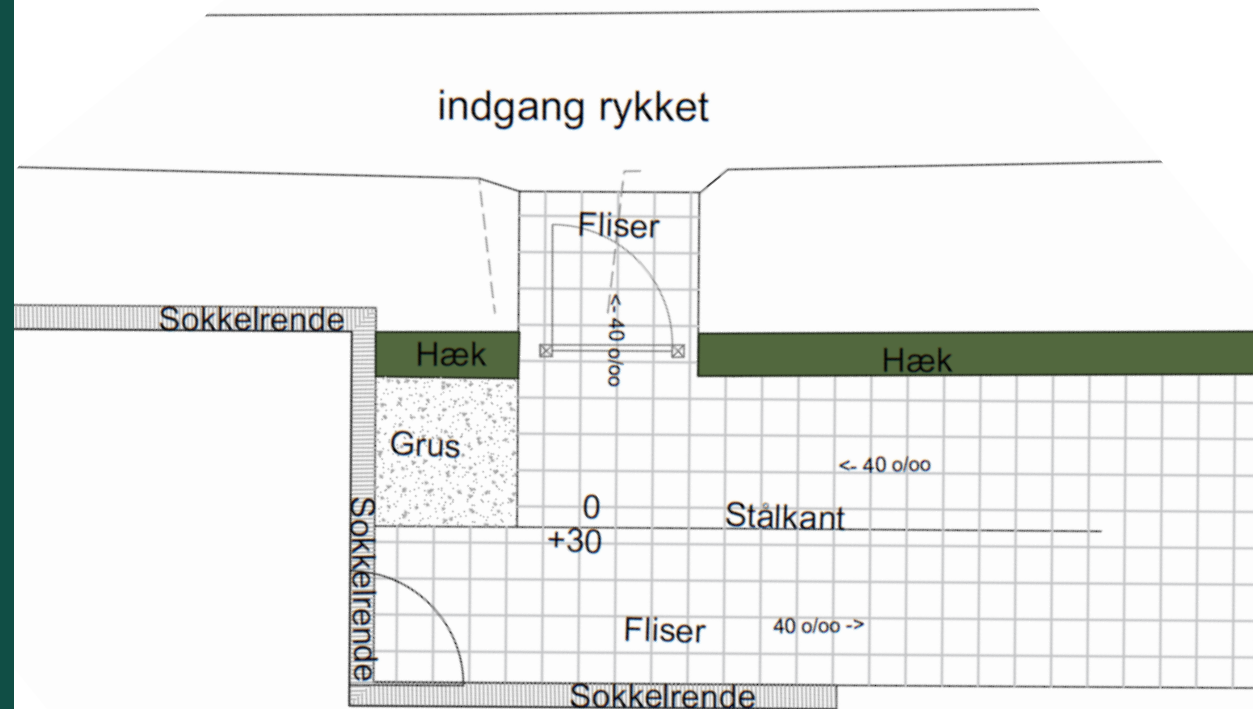 indgang rykket
Fliser
<- 40 o/oo
Sokkelrende
Hæk
Hæk
Grus
<- 40 o/oo
0
Stålkant
+30
Sokkelrende
Fliser
40 o/oo ->
Sokkelrende